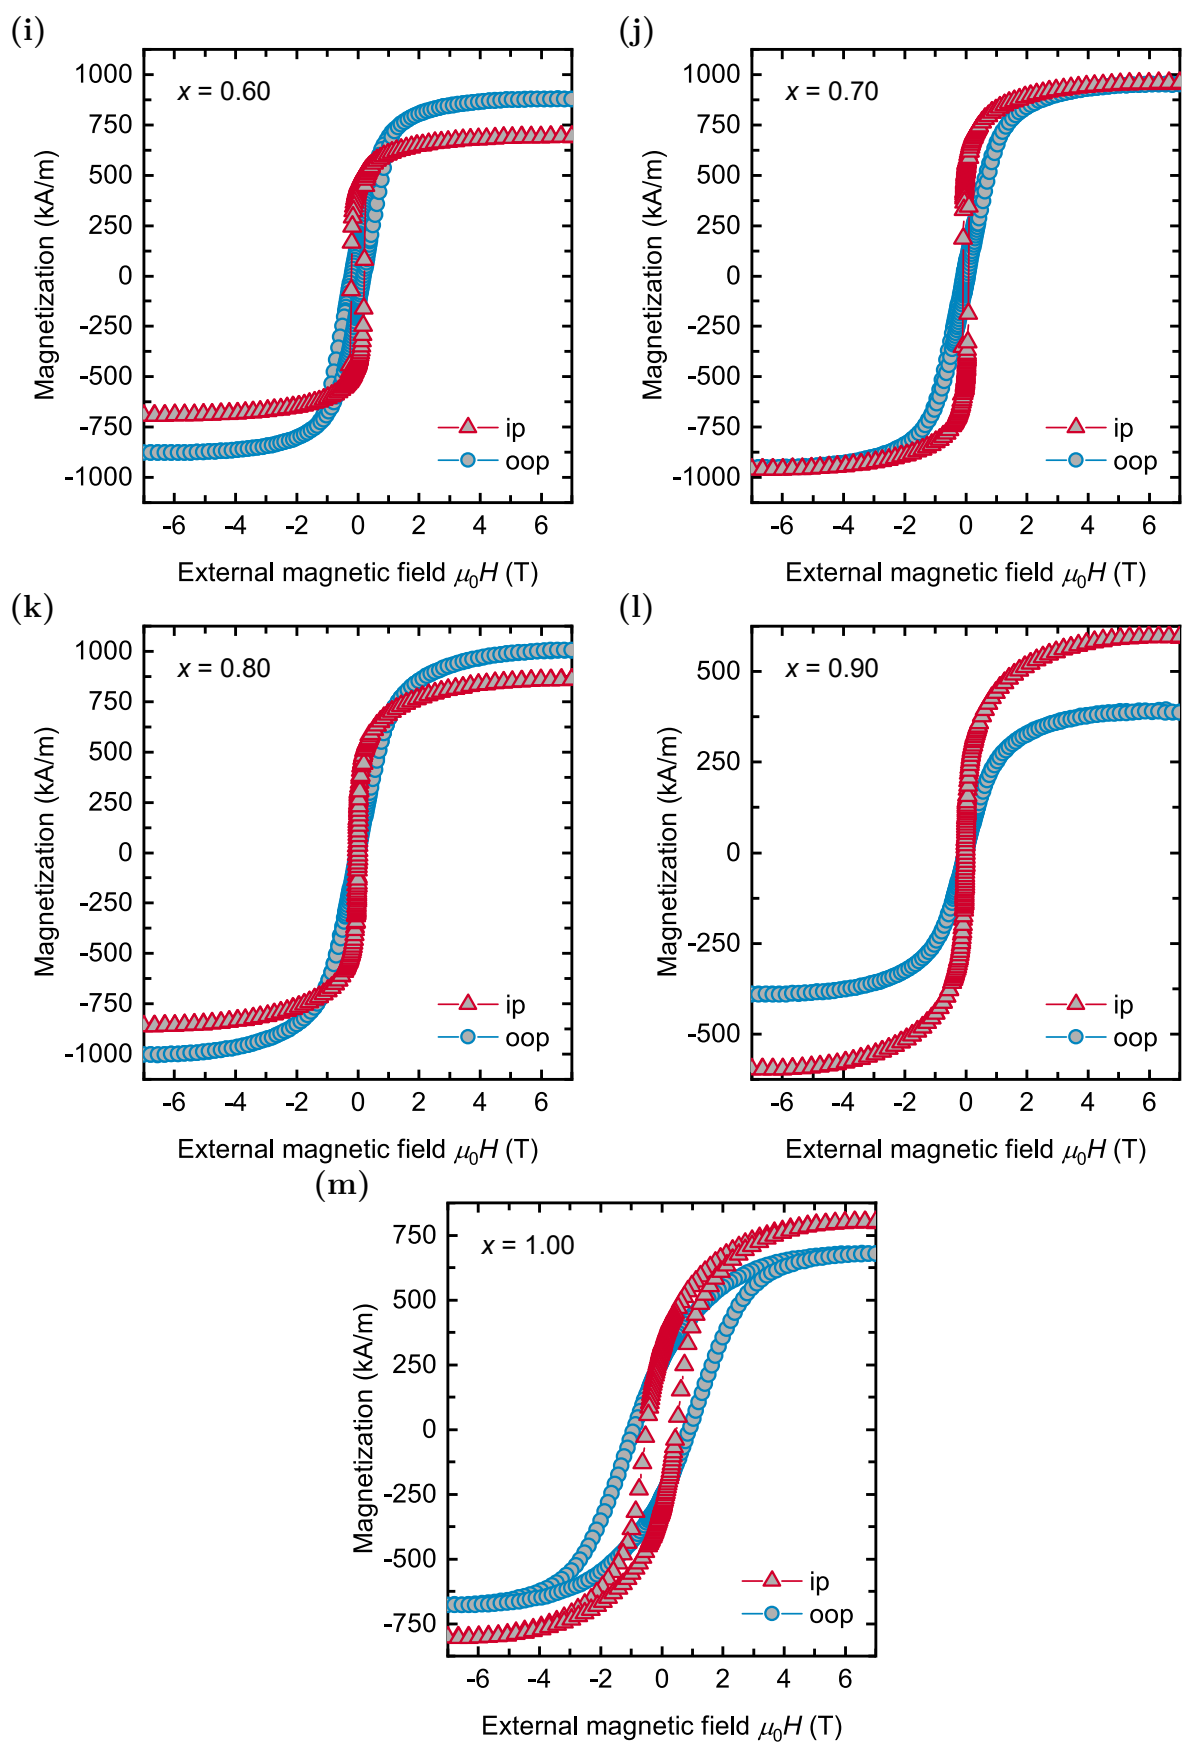 (i)
x = 0.60
1000
750
500
250
0
-250
-500
-750
-1000
Magnetization (kA/m)
ip
oop
-6 -4 -2 0 2 4 6
External magnetic field μ₀H (T)
(j)
x = 0.70
1000
750
500
250
0
-250
-500
-750
-1000
Magnetization (kA/m)
ip
oop
-6 -4 -2 0 2 4 6
External magnetic field μ₀H (T)
(k)
x = 0.80
1000
750
500
250
0
-250
-500
-750
-1000
Magnetization (kA/m)
ip
oop
-6 -4 -2 0 2 4 6
External magnetic field μ₀H (T)
(l)
x = 0.90
500
250
0
-250
-500
Magnetization (kA/m)
ip
oop
-6 -4 -2 0 2 4 6
External magnetic field μ₀H (T)
(m)
x = 1.00
750
500
250
0
-250
-500
-750
Magnetization (kA/m)
ip
oop
-6 -4 -2 0 2 4 6
External magnetic field μ₀H (T)